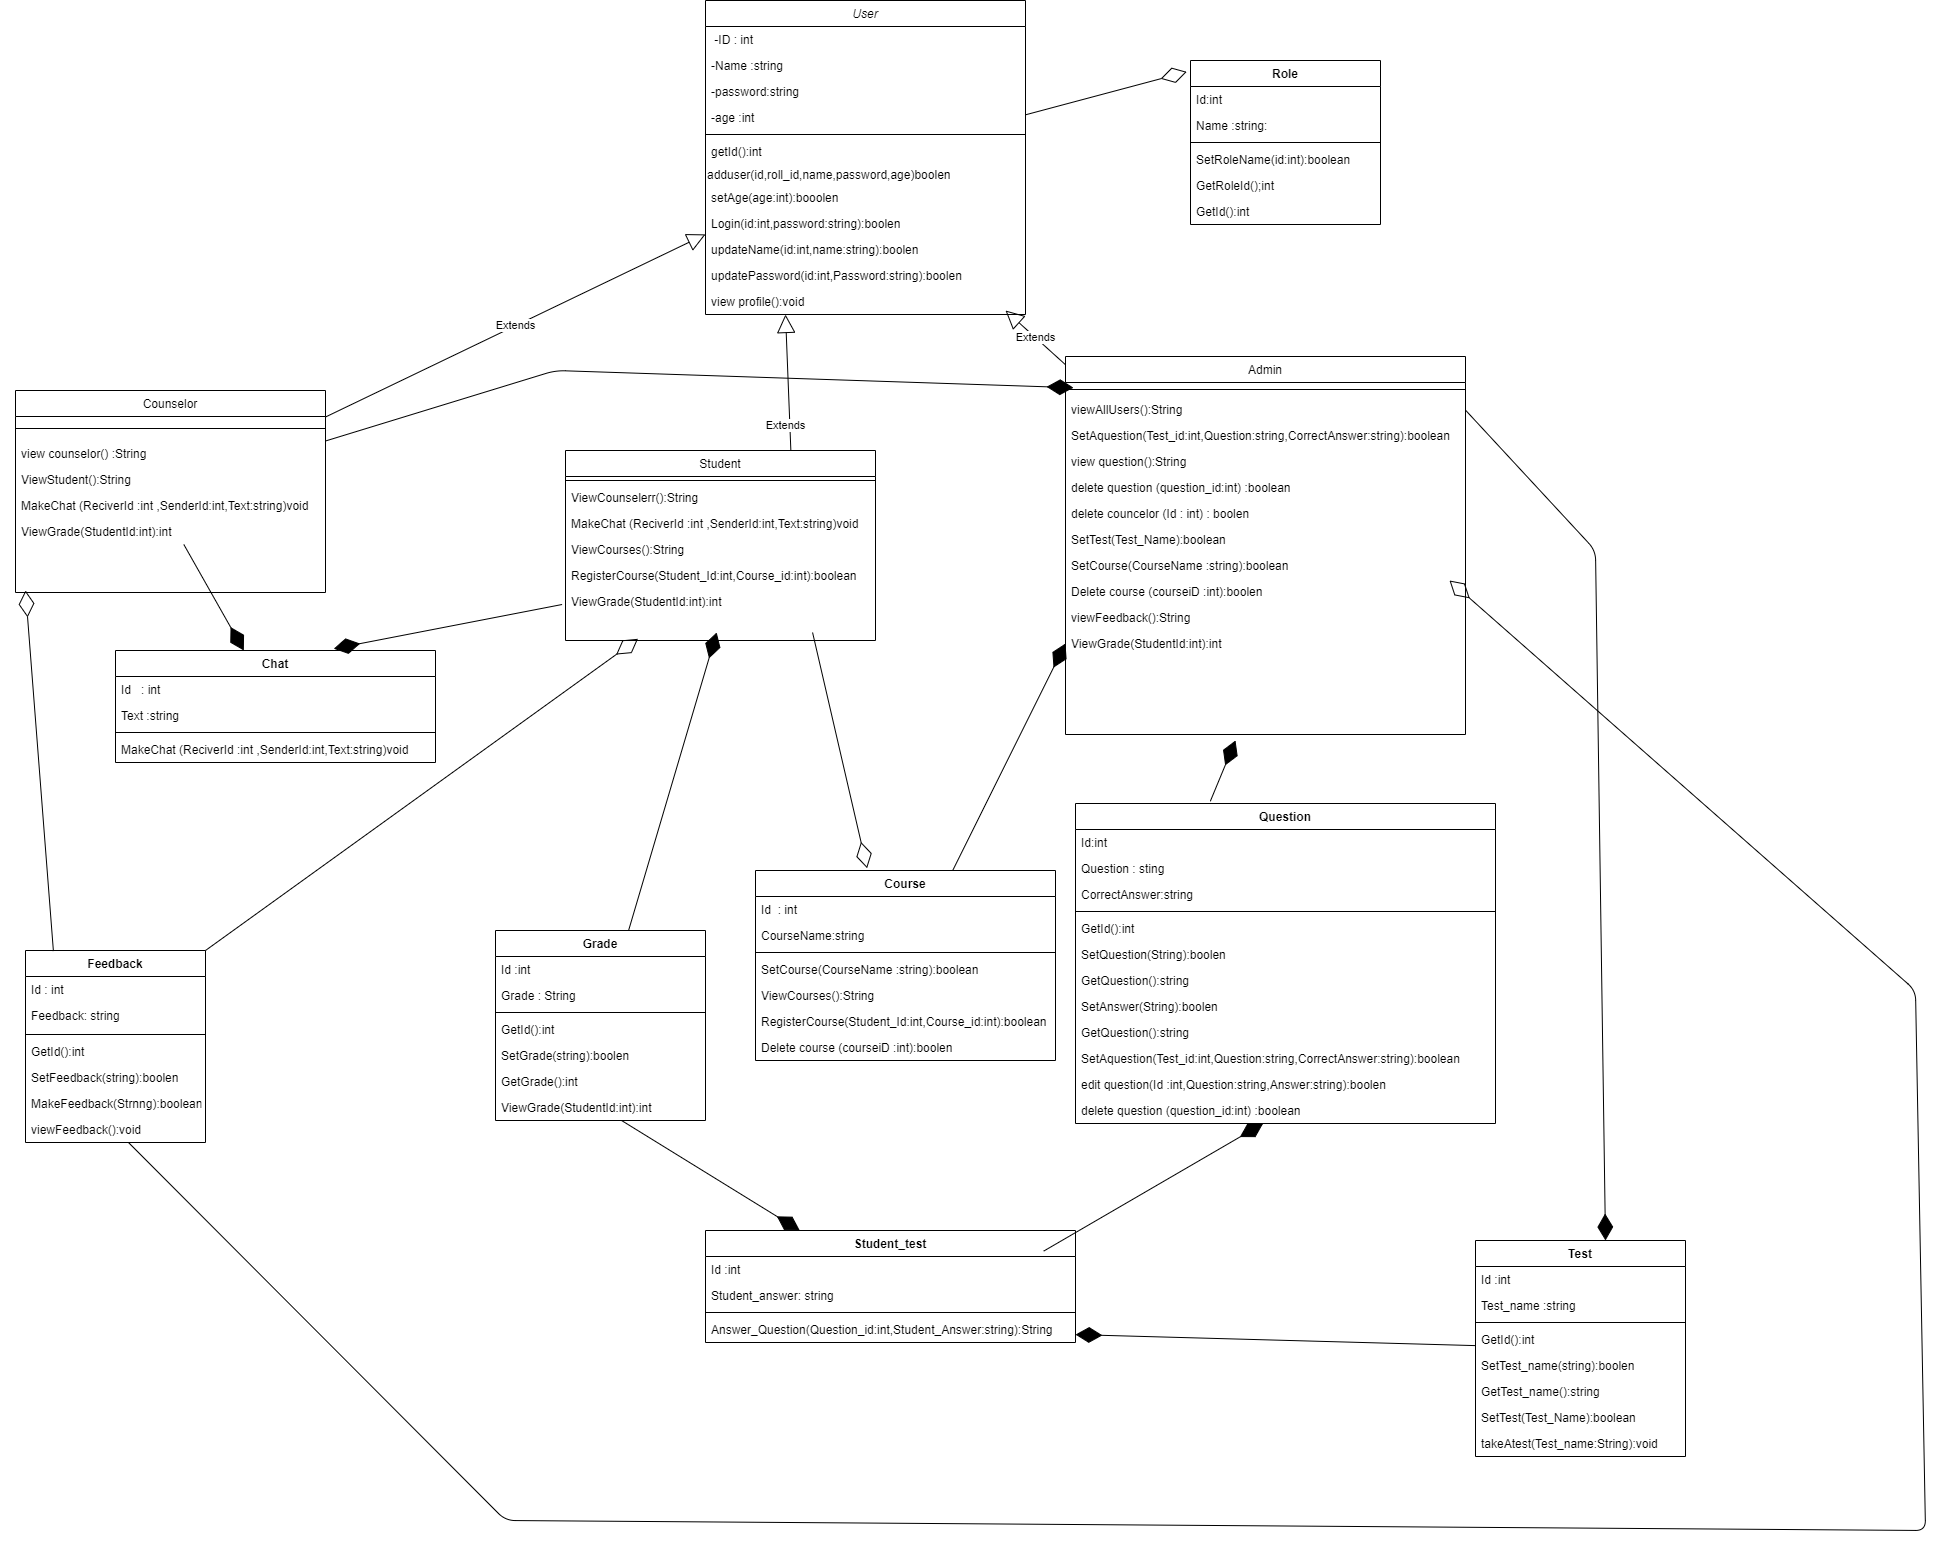 User
-ID : int
-Name :string
-password:string
-age :int
getId():int
adduser(id,roll_id,name,password,age)boolen
setAge(age:int):booolen
Login(id:int,password:string):boolen
updateName(id:int,name:string):boolen
updatePassword(id:int,Password:string):boolen
view profile():void
Role
Id:int
Name :string:
SetRoleName(id:int):boolean
GetRoleId();int
GetId():int
Extends
Extends
Extends
Counselor
view counselor() :String
ViewStudent():String
MakeChat (ReciverId :int ,SenderId:int,Text:string)void
ViewGrade(StudentId:int):int
Student
ViewCounselerr():String
MakeChat (ReciverId :int ,SenderId:int,Text:string)void
ViewCourses():String
RegisterCourse(Student_Id:int,Course_id:int):boolean
ViewGrade(StudentId:int):int
Admin
viewAllUsers():String
SetAquestion(Test_id:int,Question:string,CorrectAnswer:string):boolean
view question():String
delete question (question_id:int) :boolean
delete councelor (Id : int) : boolen
SetTest(Test_Name):boolean
SetCourse(CourseName :string):boolean
Delete course (courseiD :int):boolen
viewFeedback():String
ViewGrade(StudentId:int):int
Chat
Id : int
Text :string
MakeChat (ReciverId :int ,SenderId:int,Text:string)void
Question
Id:int
Question : sting
CorrectAnswer:string
GetId():int
SetQuestion(String):boolen
GetQuestion():string
SetAnswer(String):boolen
GetQuestion():string
SetAquestion(Test_id:int,Question:string,CorrectAnswer:string):boolean
edit question(Id :int,Question:string,Answer:string):boolen
delete question (question_id:int) :boolean
Course
Id : int
CourseName:string
SetCourse(CourseName :string):boolean
ViewCourses():String
RegisterCourse(Student_Id:int,Course_id:int):boolean
Delete course (courseiD :int):boolen
Grade
Id :int
Grade : String
GetId():int
SetGrade(string):boolen
GetGrade():int
ViewGrade(StudentId:int):int
Feedback
Id : int
Feedback: string
GetId():int
SetFeedback(string):boolen
MakeFeedback(Strnng):boolean
viewFeedback():void
Student_test
Id :int
Student_answer: string
Answer_Question(Question_id:int,Student_Answer:string):String
Test
Id :int
Test_name :string
GetId():int
SetTest_name(string):boolen
GetTest_name():string
SetTest(Test_Name):boolean
takeAtest(Test_name:String):void